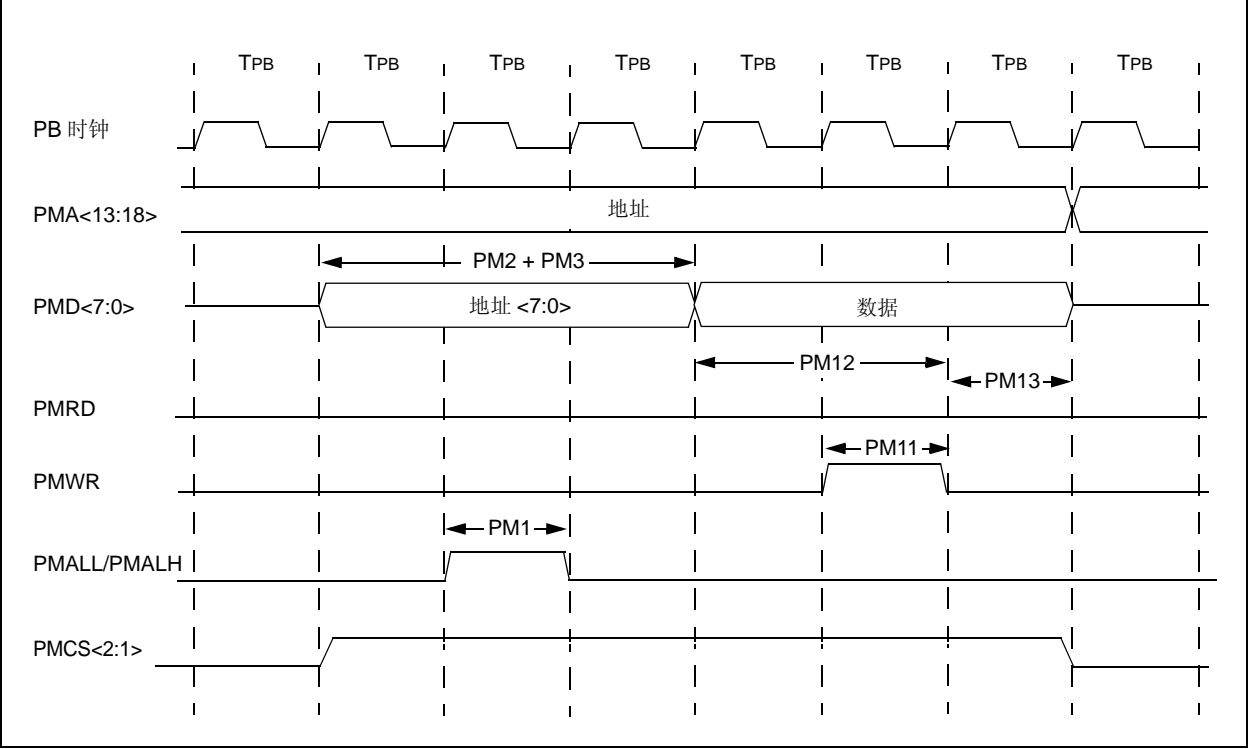 TPB TPB TPB TPB TPB TPB TPB TPB
PB 时钟
PMA<13:18>
地址
PM2 + PM3
PMD<7:0>
地址 <7:0>
数据
PM12
PM13
PMRD
PM11
PMWR
PM1
PMALL/PMALH
PMCS<2:1>